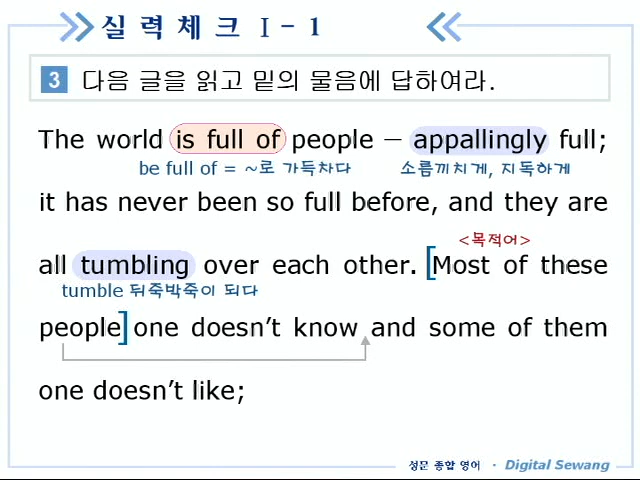 실 력 체 크 I - 1
3 다음 글을 읽고 밑의 물음에 답하여라.
The world is full of people – appallingly full;
be full of = ~로 가득차다 소름끼치게, 지독하게
it has never been so full before, and they are
<목적어>
all tumbling over each other. [Most of these
tumble 뒤죽박죽이 되다
people] one doesn't know and some of them
one doesn't like;
성문 종합 영어 · Digital Sewang